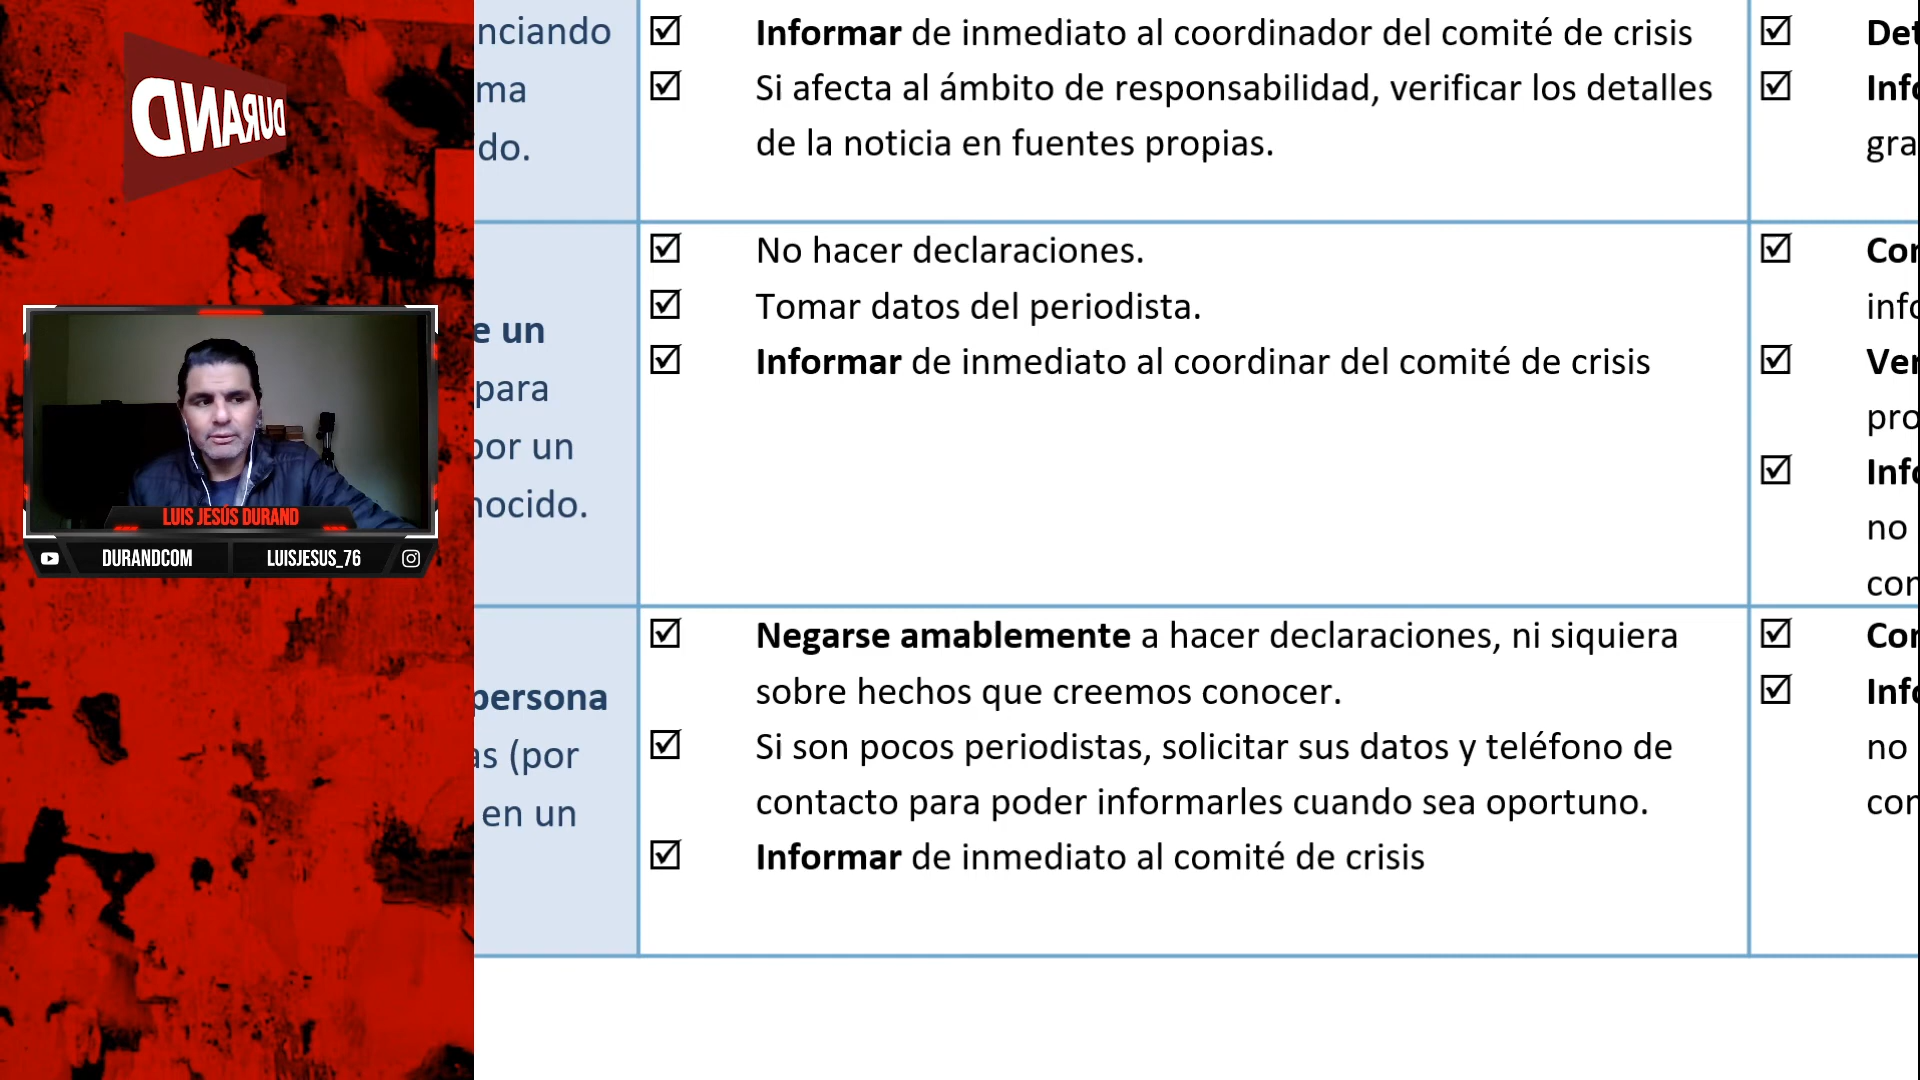 DURAND
LUIS JESÚS DURAND
DURANDCOM
LUISJESUS_76
nciando
ma
do.
Informar de inmediato al coordinador del comité de crisis
Si afecta al ámbito de responsabilidad, verificar los detalles
de la noticia en fuentes propias.
Det
Info
gra
e un
para
por un
nocido.
No hacer declaraciones.
Tomar datos del periodista.
Informar de inmediato al coordinar del comité de crisis
Con
info
Ver
pro
Info
no
con
persona
as (por
en un
Negarse amablemente a hacer declaraciones, ni siquiera
sobre hechos que creemos conocer.
Si son pocos periodistas, solicitar sus datos y teléfono de
contacto para poder informarles cuando sea oportuno.
Informar de inmediato al comité de crisis
Con
Info
no
con